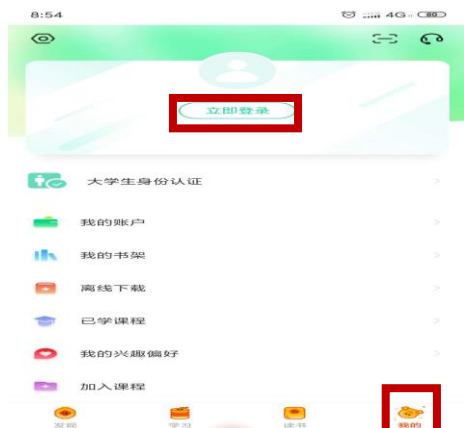 8:54
4G
80
立即登录
大学生身份认证
我的账户
我的书架
离线下载
已学课程
我的兴趣偏好
加入课程
发现
学习
读书
我的